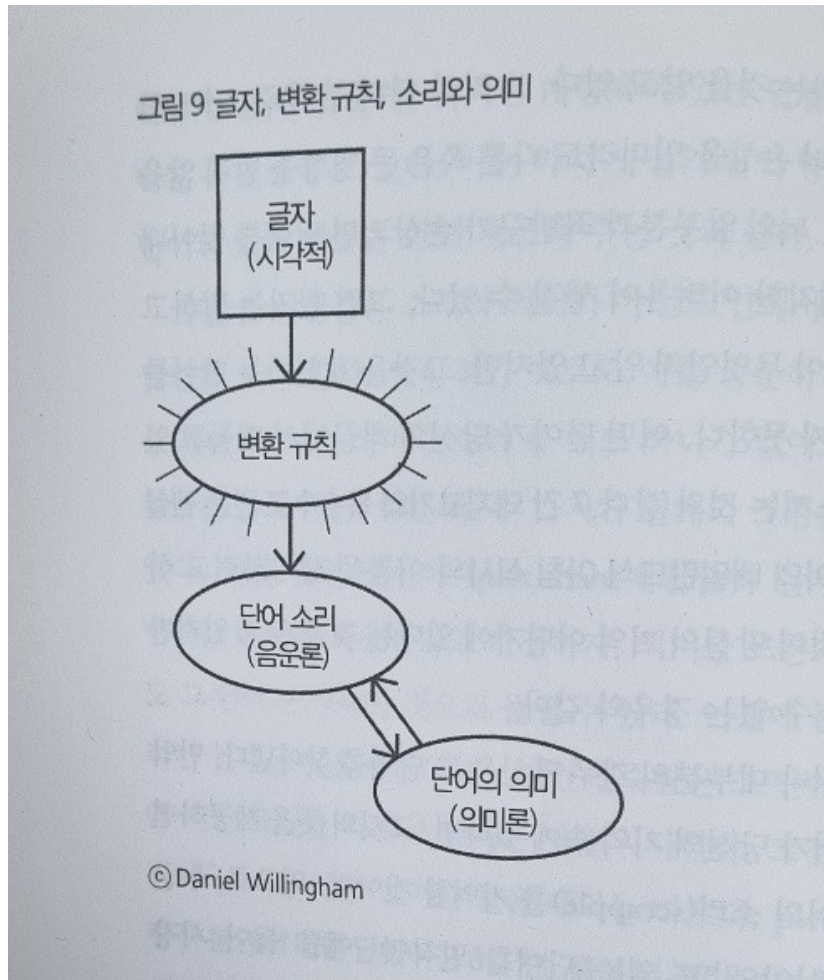 그림 9 글자, 변환 규칙, 소리와 의미
글자
(시각적)
변환 규칙
단어 소리
(음운론)
단어의 의미
(의미론)
ⓒ Daniel Willingham